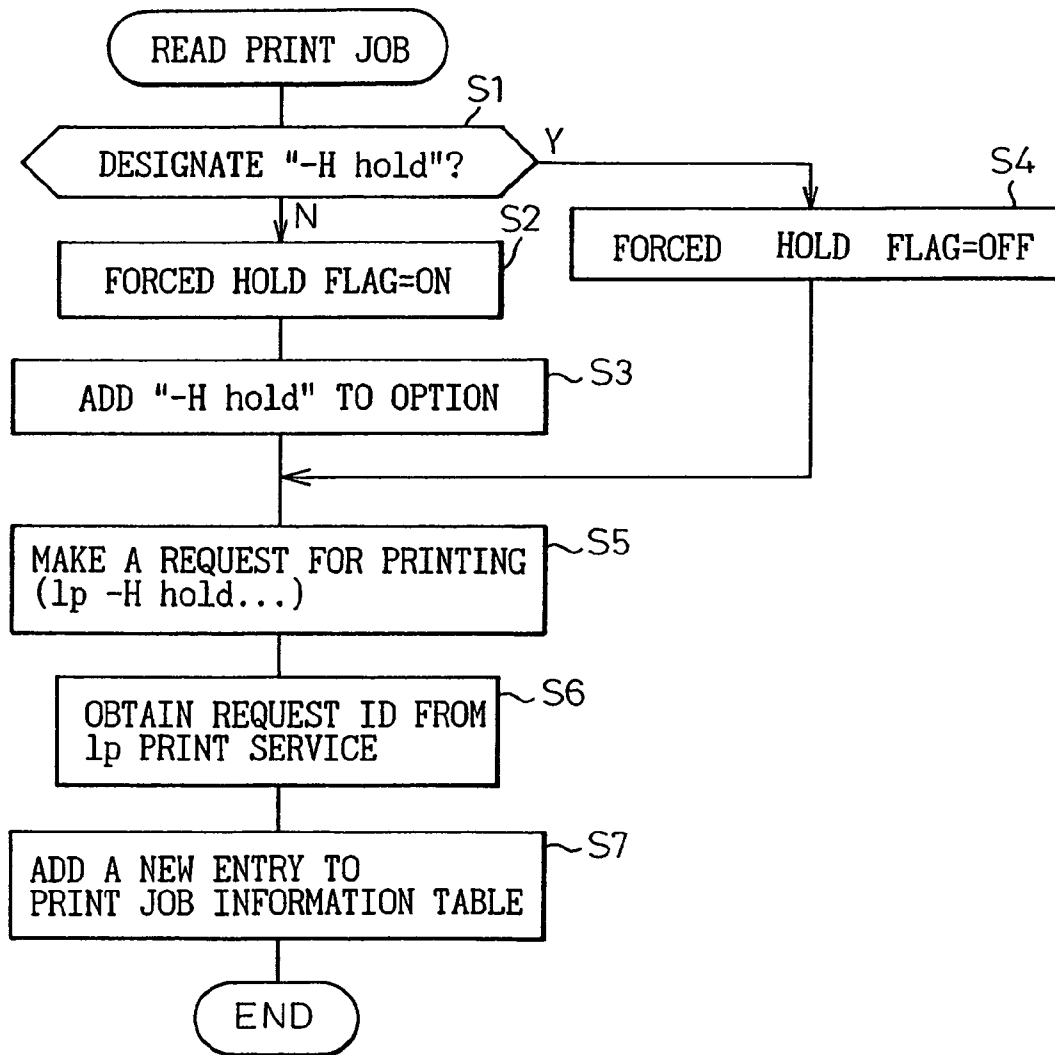 READ PRINT JOB
S1
DESIGNATE "-H hold"?
Y
N
S2
FORCED HOLD FLAG=ON
S4
FORCED HOLD FLAG=OFF
ADD "-H hold" TO OPTION
S3
MAKE A REQUEST FOR PRINTING
(lp -H hold...)
S5
OBTAIN REQUEST ID FROM
lp PRINT SERVICE
S6
ADD A NEW ENTRY TO
PRINT JOB INFORMATION TABLE
S7
END